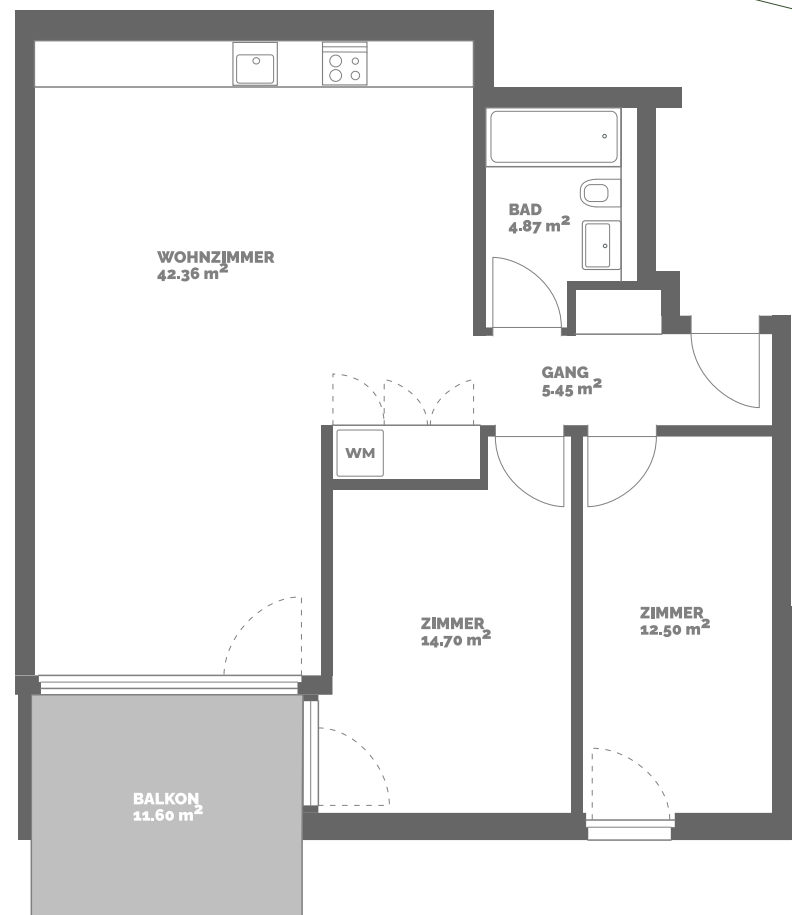 BAD
4.87 m²
WOHNZIMMER
42.36 m²
GANG
5.45 m²
WM
ZIMMER
14.70 m²
ZIMMER
12.50 m²
BALKON
11.60 m²